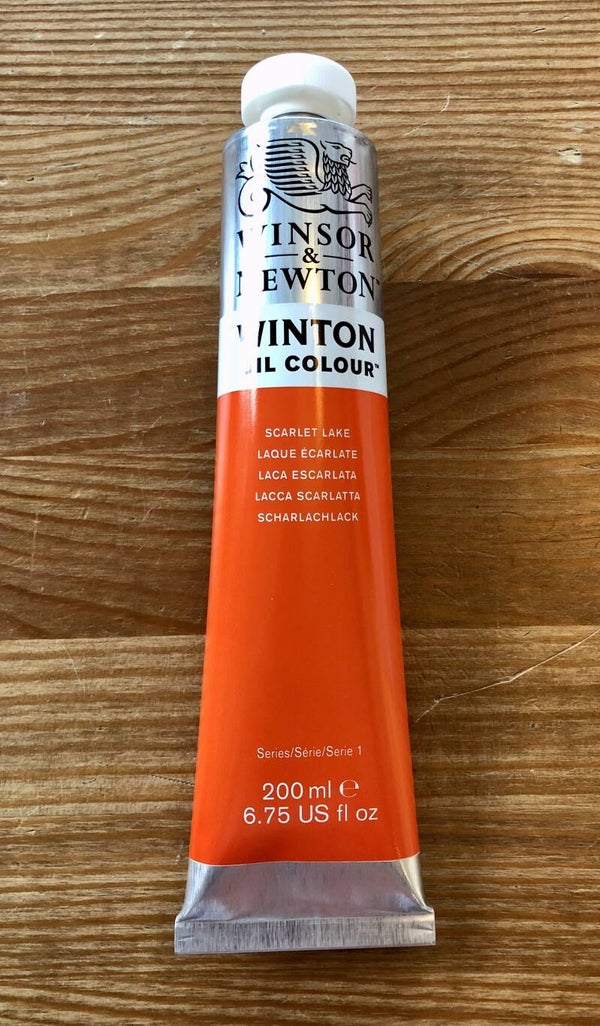 WINSOR
&
NEWTON™
WINTON
OIL COLOUR™
SCARLET LAKE
LAQUE ÉCARLATE
LACA ESCARLATA
LACCA SCARLATTA
SCHARLACHLACK
Series/Série/Serie 1
200 ml ℮
6.75 US fl oz